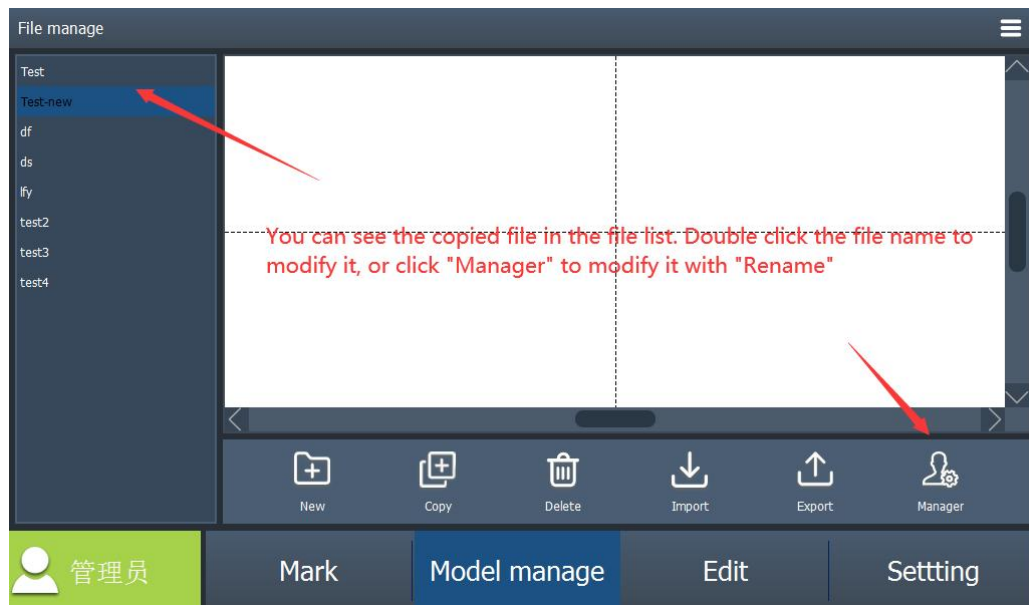 File manage
Test
Test-new
df
ds
lfy
test2
test3
test4
You can see the copied file in the file list. Double click the file name to
modify it, or click "Manager" to modify it with "Rename"
New
Copy
Delete
Import
Export
Manager
管理员
Mark
Model manage
Edit
Settting